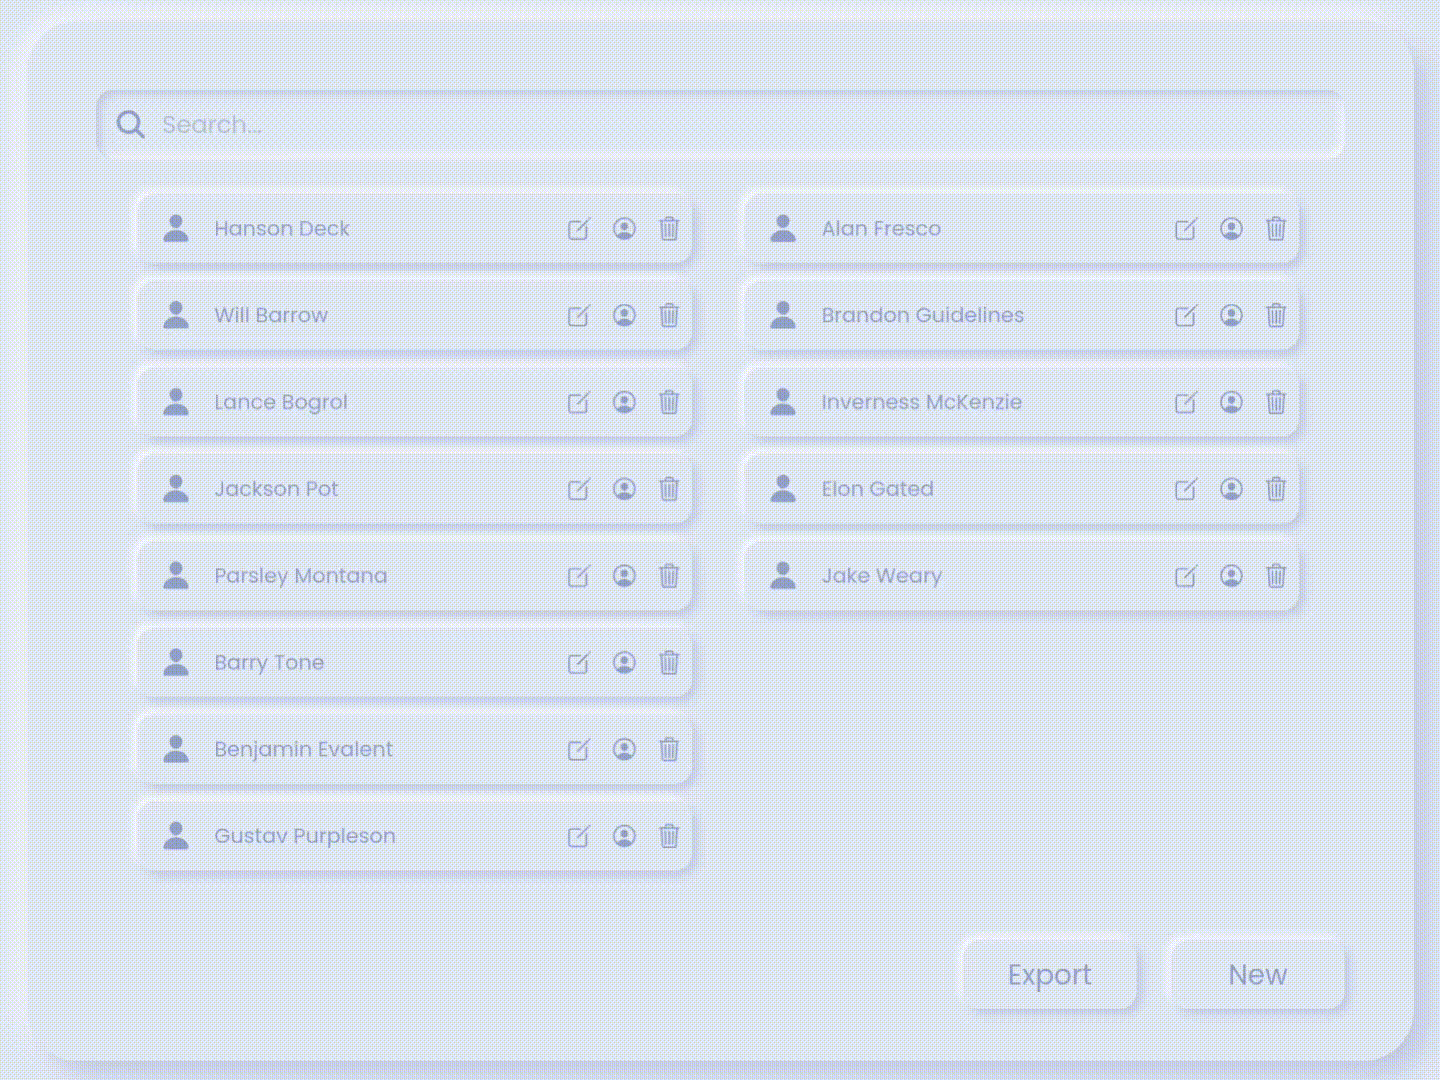 Search...
Hanson Deck
Will Barrow
Lance Bogrol
Jackson Pot
Parsley Montana
Barry Tone
Benjamin Evalent
Gustav Purpleson
Alan Fresco
Brandon Guidelines
Inverness McKenzie
Elon Gated
Jake Weary
Export
New